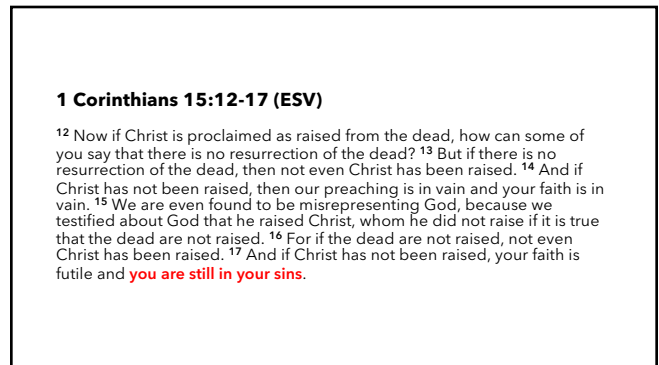 1 Corinthians 15:12-17 (ESV)
12 Now if Christ is proclaimed as raised from the dead, how can some of
you say that there is no resurrection of the dead? 13 But if there is no
resurrection of the dead, then not even Christ has been raised. 14 And if
Christ has not been raised, then our preaching is in vain and your faith is in
vain. 15 We are even found to be misrepresenting God, because we
testified about God that he raised Christ, whom he did not raise if it is true
that the dead are not raised. 16 For if the dead are not raised, not even
Christ has been raised. 17 And if Christ has not been raised, your faith is
futile and you are still in your sins.